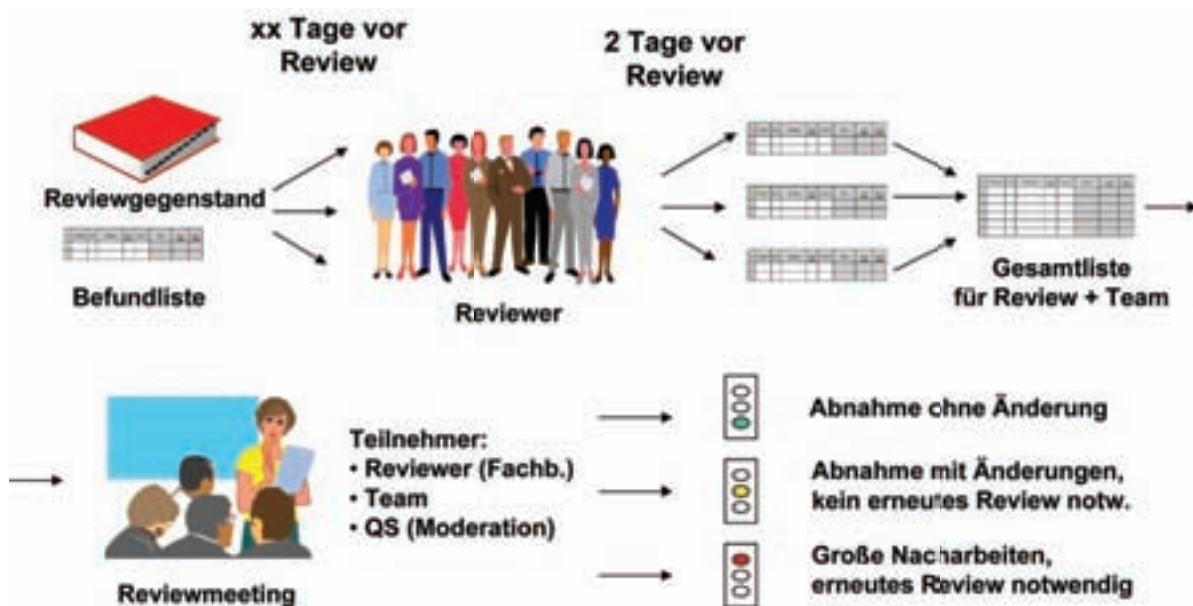 xx Tage vor
Review
2 Tage vor
Review
Reviewgegenstand
Befundliste
Reviewer
Gesamtliste
für Review + Team
Reviewmeeting
Teilnehmer:
• Reviewer (Fachb.)
• Team
• QS (Moderation)
Abnahme ohne Änderung
Abnahme mit Änderungen,
kein erneutes Review notw.
Große Nacharbeiten,
erneutes Review notwendig